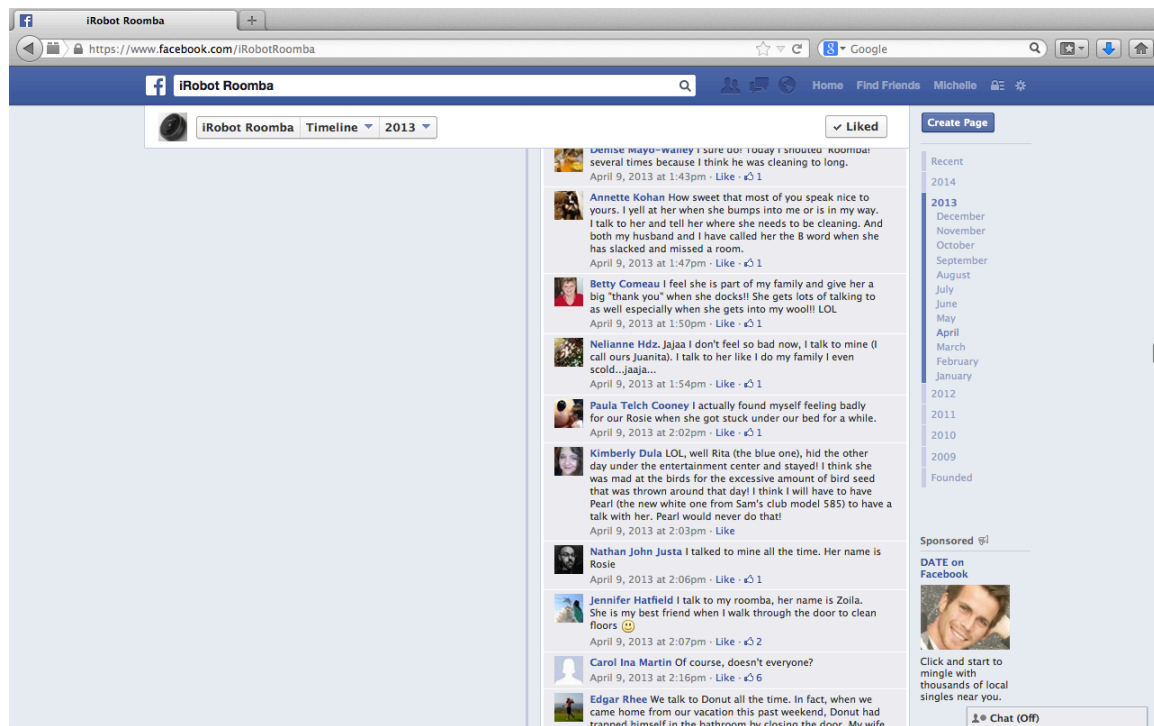 iRobot Roomba
https://www.facebook.com/iRobotRoomba
Google
iRobot Roomba
Home Find Friends Michelle
iRobot Roomba Timeline 2013
Liked
Create Page
Denise Mayo-Walley I sure do! Today I shouted "Roomba!"
several times because I think he was cleaning to long.
April 9, 2013 at 1:43pm · Like · 1
Annette Kohan How sweet that most of you speak nice to
yours. I yell at her when she bumps into me or is in my way.
I talk to her and tell her where she needs to be cleaning. And
both my husband and I have called her the B word when she
has slacked and missed a room.
April 9, 2013 at 1:47pm · Like · 1
Betty Comeau I feel she is part of my family and give her a
big "thank you" when she docks!! She gets lots of talking to
as well especially when she gets into my wool!! LOL
April 9, 2013 at 1:50pm · Like · 1
Nelianne Hdz. Jajaa I don't feel so bad now, I talk to mine (I
call ours Juanita). I talk to her like I do my family I even
scold...jaaja...
April 9, 2013 at 1:54pm · Like · 1
Paula Telch Cooney I actually found myself feeling badly
for our Rosie when she got stuck under our bed for a while.
April 9, 2013 at 2:02pm · Like · 1
Kimberly Dula LOL, well Rita (the blue one), hid the other
day under the entertainment center and stayed! I think she
was mad at the birds for the excessive amount of bird seed
that was thrown around that day! I think I will have to have
Pearl (the new white one from Sam's club model 585) to have a
talk with her. Pearl would never do that!
April 9, 2013 at 2:03pm · Like
Nathan John Justa I talked to mine all the time. Her name is
Rosie
April 9, 2013 at 2:06pm · Like · 1
Jennifer Hatfield I talk to my roomba, her name is Zoila.
She is my best friend when I walk through the door to clean
floors
April 9, 2013 at 2:07pm · Like · 2
Carol Ina Martin Of course, doesn't everyone?
April 9, 2013 at 2:16pm · Like · 6
Edgar Rhee We talk to Donut all the time. In fact, when we
came home from our vacation this past weekend, Donut had
trapped himself in the bathroom by closing the door. My wife
Recent
2014
2013
December
November
October
September
August
July
June
May
April
March
February
January
2012
2011
2010
2009
Founded
Sponsored
DATE on
Facebook
Click and start to
mingle with
thousands of local
singles near you.
Chat (Off)